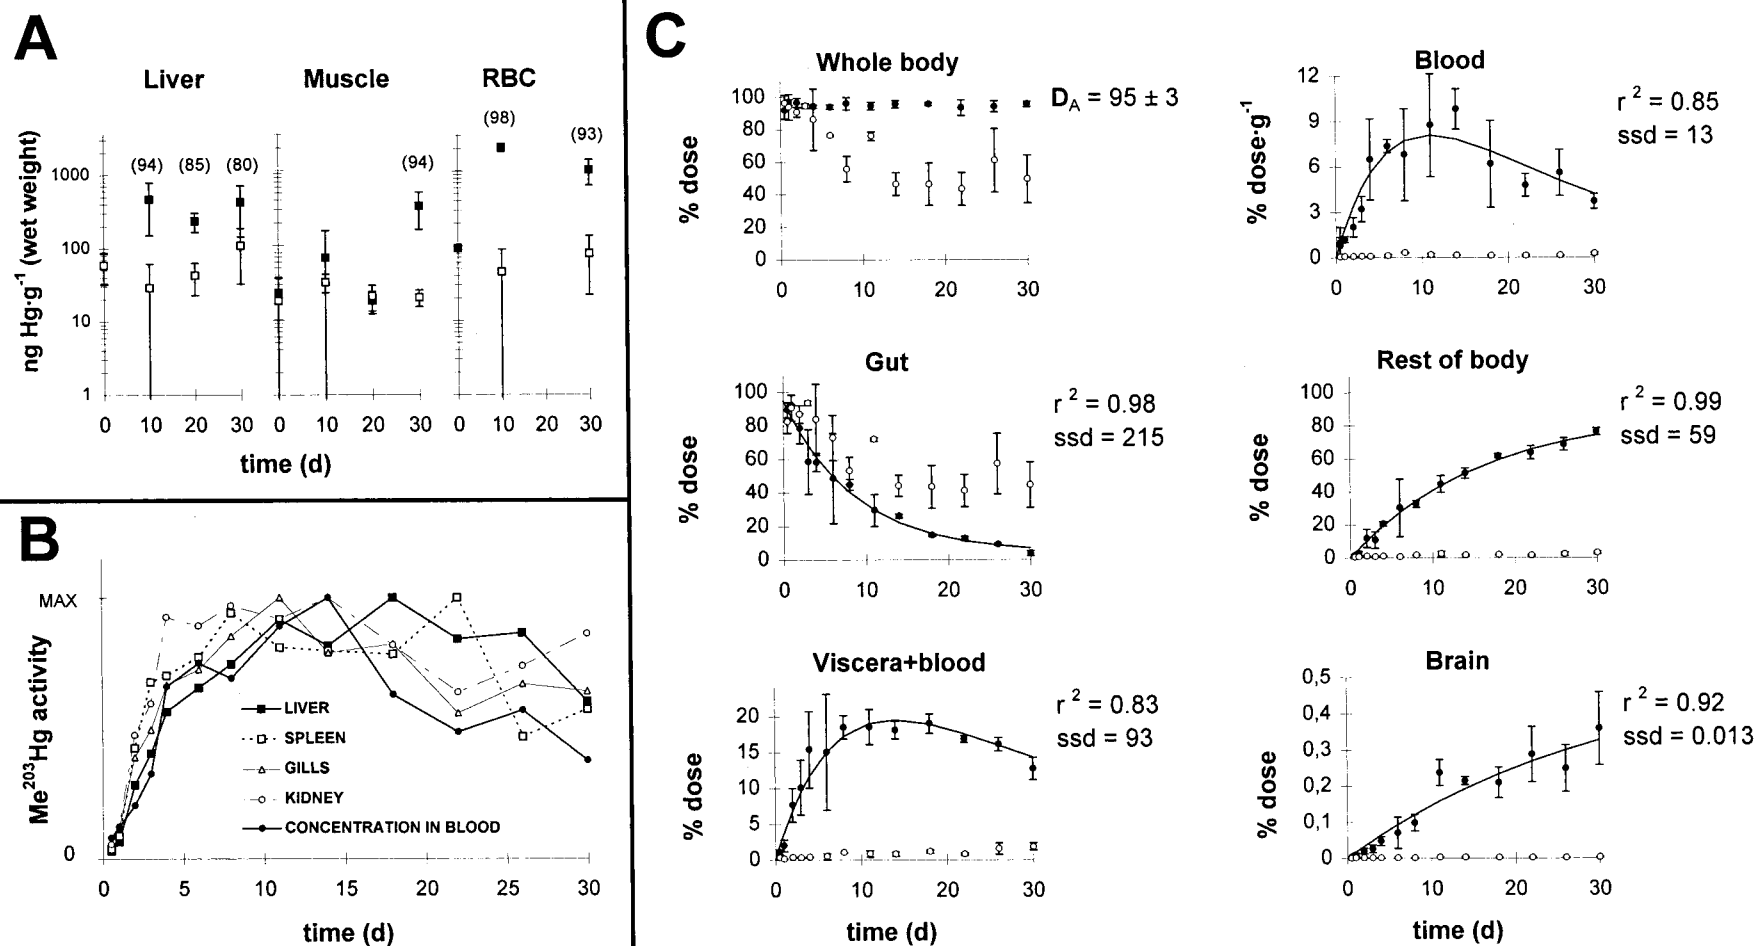 A
Liver
Muscle
RBC
ng Hg·g⁻¹ (wet weight)
1000
100
10
1
(94)
(85)
(80)
(94)
(98)
(93)
0 10 20 30
0 10 20 30
0 10 20 30
time (d)
B
Me²⁰³Hg activity
MAX
0
LIVER
SPLEEN
GILLS
KIDNEY
CONCENTRATION IN BLOOD
0 5 10 15 20 25 30
time (d)
C
Whole body
% dose
100
80
60
40
20
0
0 10 20 30
D_A = 95 ± 3
Blood
% dose·g⁻¹
12
9
6
3
0
0 10 20 30
r² = 0.85
ssd = 13
Gut
% dose
100
80
60
40
20
0
0 10 20 30
r² = 0.98
ssd = 215
Rest of body
% dose
100
80
60
40
20
0
0 10 20 30
r² = 0.99
ssd = 59
Viscera+blood
% dose
20
15
10
5
0
0 10 20 30
time (d)
r² = 0.83
ssd = 93
Brain
% dose
0,5
0,4
0,3
0,2
0,1
0
0 10 20 30
time (d)
r² = 0.92
ssd = 0.013